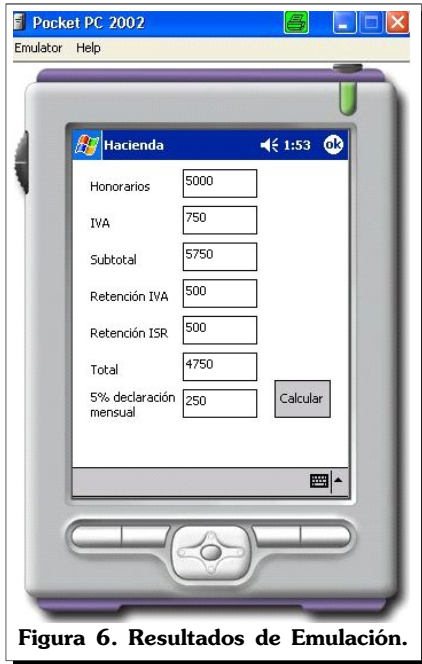 Pocket PC 2002
Emulator Help
Hacienda 1:53 ok
Honorarios 5000
IVA 750
Subtotal 5750
Retención IVA 500
Retención ISR 500
Total 4750
5% declaración
mensual 250 Calcular
Figura 6. Resultados de Emulación.